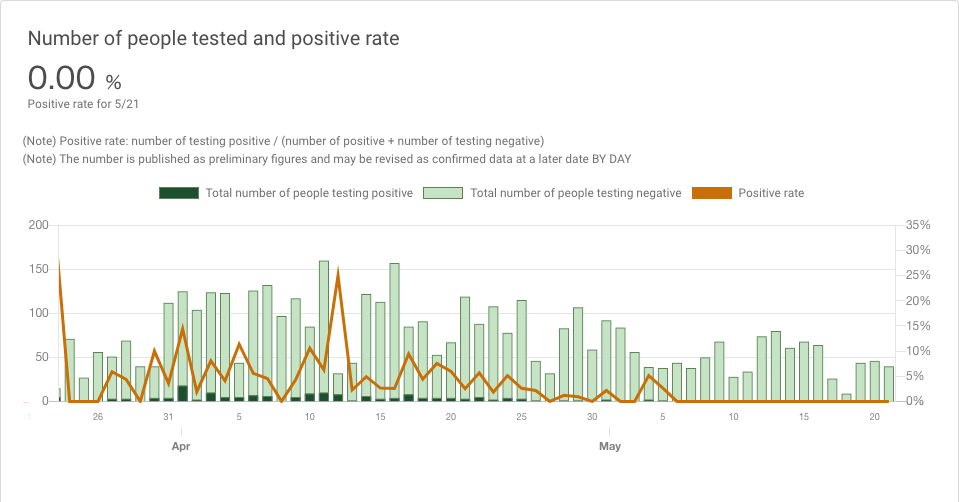 Number of people tested and positive rate
0.00 %
Positive rate for 5/21
(Note) Positive rate: number of testing positive / (number of positive + number of testing negative)
(Note) The number is published as preliminary figures and may be revised as confirmed data at a later date BY DAY
Total number of people testing positive Total number of people testing negative Positive rate
200 35%
30%
150 25%
20%
100 15%
10%
50 5%
0 0%
26 31 5 10 15 20 25 30 5 10 15 20
Apr May